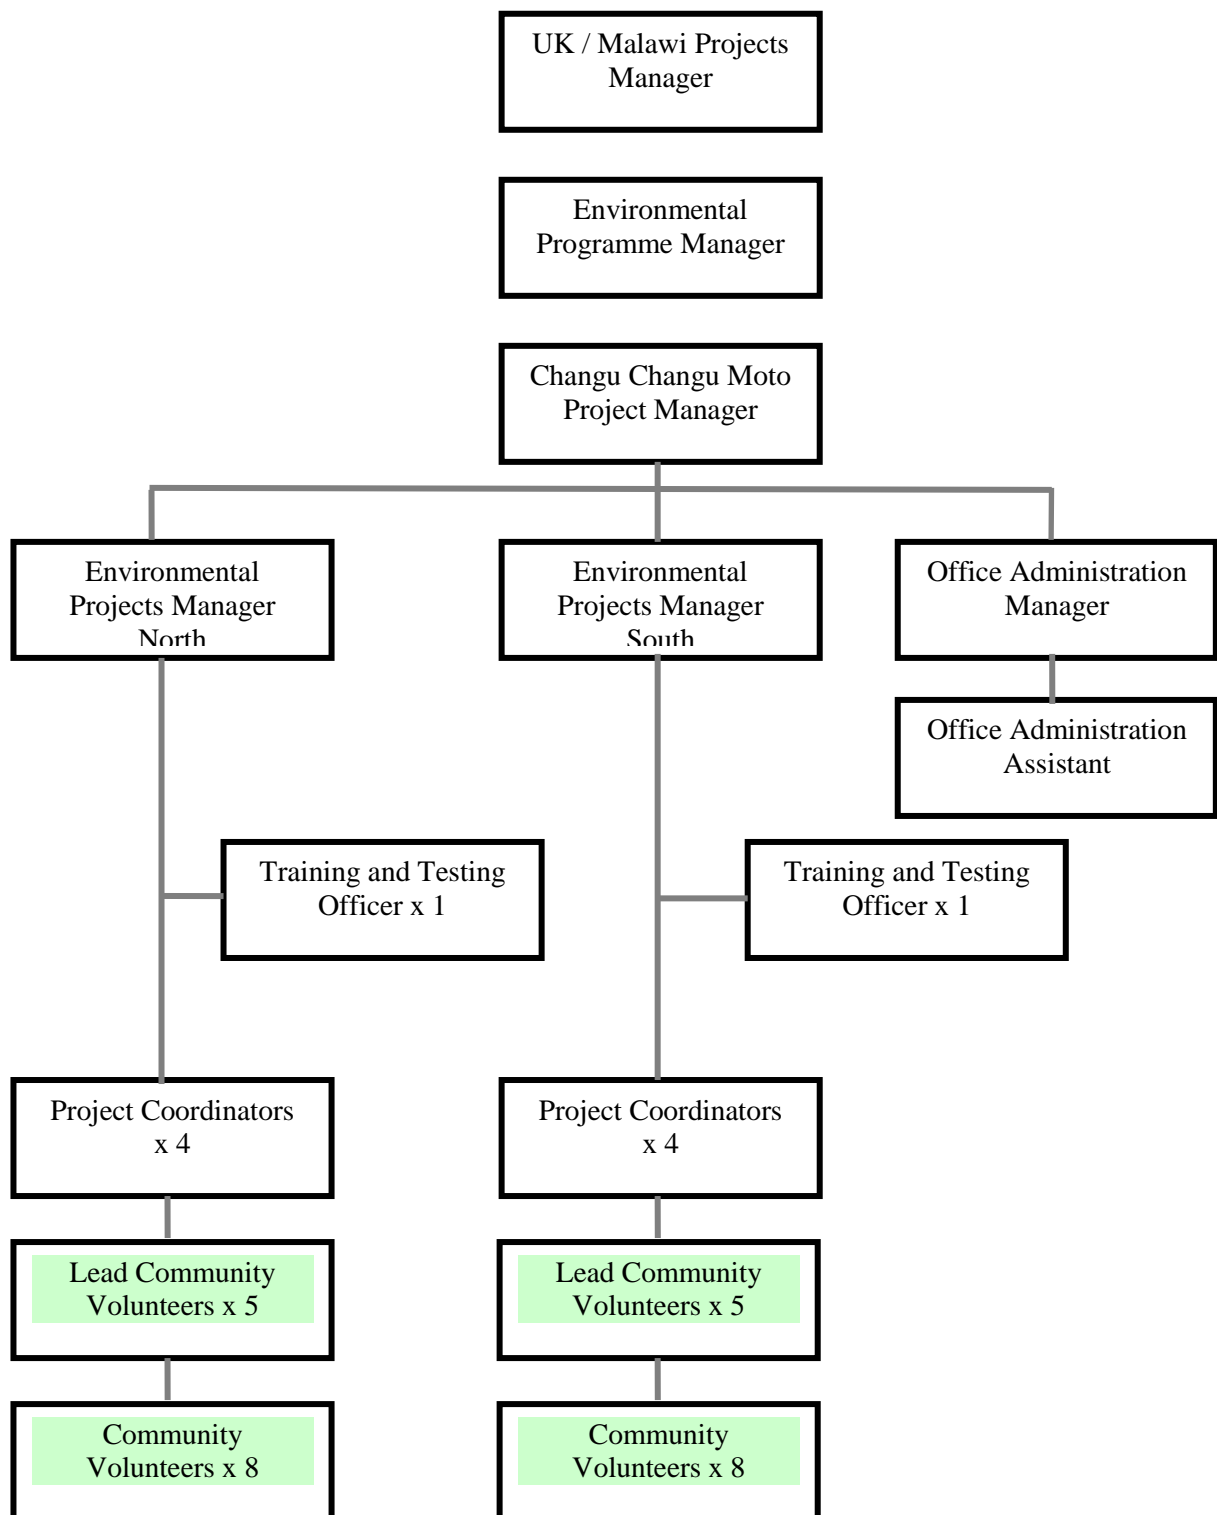 UK / Malawi Projects
Manager
Environmental
Programme Manager
Changu Changu Moto
Project Manager
Environmental
Projects Manager
North
Environmental
Projects Manager
South
Office Administration
Manager
Office Administration
Assistant
Training and Testing
Officer x 1
Training and Testing
Officer x 1
Project Coordinators
x 4
Project Coordinators
x 4
Lead Community
Volunteers x 5
Lead Community
Volunteers x 5
Community
Volunteers x 8
Community
Volunteers x 8